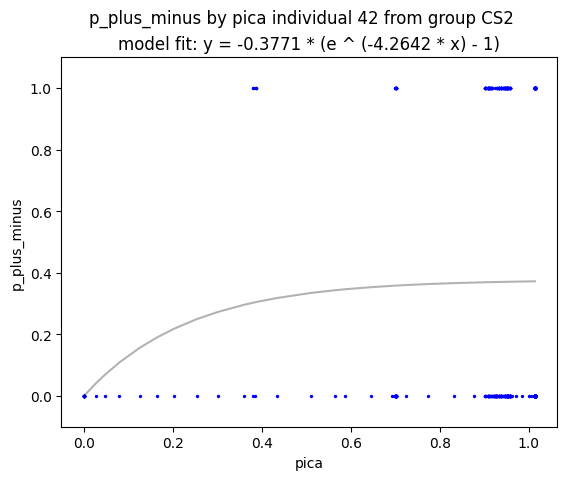 p_plus_minus by pica individual 42 from group CS2
model fit: y = -0.3771 * (e ^ (-4.2642 * x) - 1)
1.0
0.8
0.6
0.4
0.2
0.0
p_plus_minus
0.0 0.2 0.4 0.6 0.8 1.0
pica